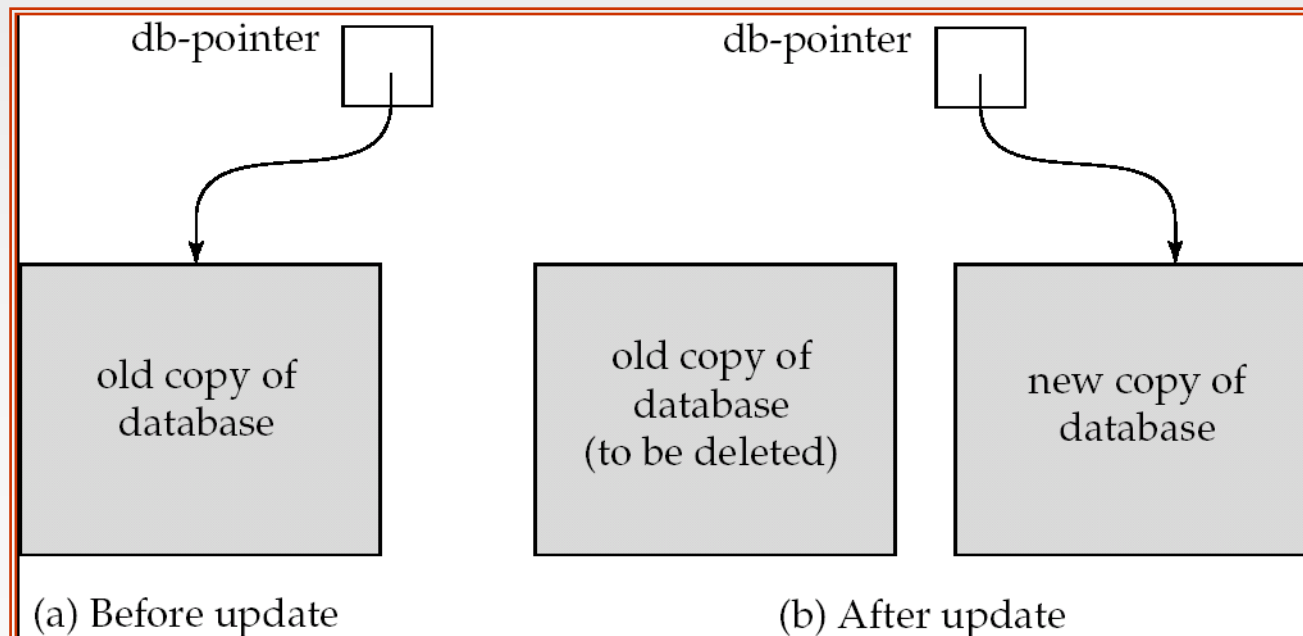 db-pointer
old copy of
database
(a) Before update
db-pointer
old copy of
database
(to be deleted)
new copy of
database
(b) After update